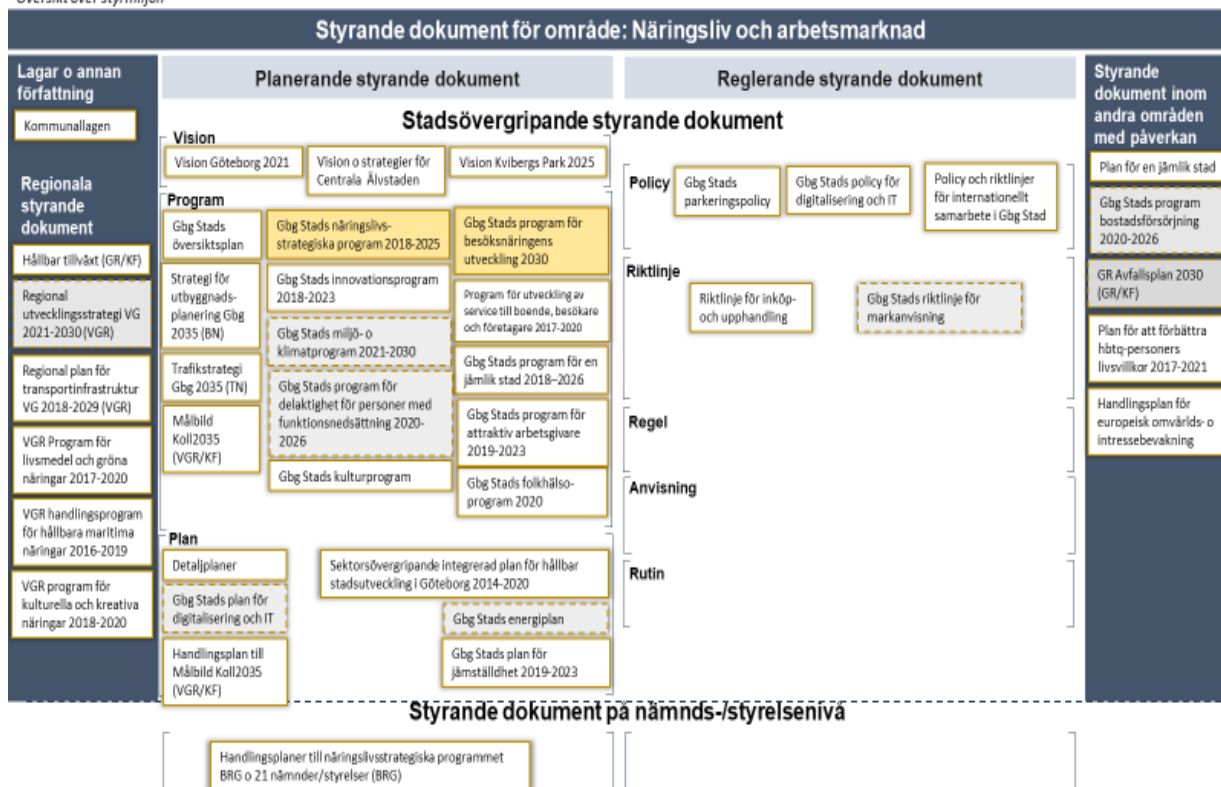 Översikt över styrmiljön
Styrande dokument för område: Näringsliv och arbetsmarknad
Lagar o annan
författning
Kommunallagen
Regionala
styrande
dokument
Hållbar tillväxt (GR/KF)
Regional
utvecklingsstrategi VG
2021-2030 (VGR)
Regional plan för
transportinfrastruktur
VG 2018-2029 (VGR)
VGR Program för
livsmedel och gröna
näringar 2017-2020
VGR handlingsprogram
för hållbara maritima
näringar 2016-2019
VGR program för
kulturella och kreativa
näringar 2018-2020
Planerande styrande dokument
Reglerande styrande dokument
Stadsövergripande styrande dokument
Vision
Vision Göteborg 2021
Vision o strategier för
Centrala Älvstaden
Vision Kvibergs Park 2025
Program
Gbg Stads
översiktsplan
Strategi för
utbyggnads-
planering Gbg
2035 (BN)
Trafikstrategi
Gbg 2035 (TN)
Målbild
Koll2035
(VGR/KF)
Gbg Stads näringslivs-
strategiska program 2018-2025
Gbg Stads innovationsprogram
2018-2023
Gbg Stads miljö- o
klimatprogram 2021-2030
Gbg Stads program för
delaktighet för personer med
funktionsnedsättning 2020-
2026
Gbg Stads kulturprogram
Gbg Stads program för
besöksnäringens
utveckling 2030
Program för utveckling av
service till boende, besökare
och företagare 2017-2020
Gbg Stads program för en
jämlik stad 2018–2026
Gbg Stads program för
attraktiv arbetsgivare
2019-2023
Gbg Stads folkhälso-
program 2020
Plan
Detaljplaner
Gbg Stads plan för
digitalisering och IT
Handlingsplan till
Målbild Koll2035
(VGR/KF)
Sektorsövergripande integrerad plan för hållbar
stadsutveckling i Göteborg 2014-2020
Gbg Stads energiplan
Gbg Stads plan för
jämställdhet 2019-2023
Policy
Gbg Stads
parkeringspolicy
Gbg Stads policy för
digitalisering och IT
Policy och riktlinjer
för internationellt
samarbete i Gbg Stad
Riktlinje
Riktlinje för inköp-
och upphandling
Gbg Stads riktlinje för
markanvisning
Regel
Anvisning
Rutin
Styrande
dokument inom
andra områden
med påverkan
Plan för en jämlik stad
Gbg Stads program
bostadsförsörjning
2020-2026
GR Avfallsplan 2030
(GR/KF)
Plan för att förbättra
hbtq-personers
livsvillkor 2017-2021
Handlingsplan för
europeisk omvärlds- o
intressebevakning
Styrande dokument på nämnds-/styrelsenivå
Handlingsplaner till näringslivsstrategiska programmet
BRG o 21 nämnder/styrelser (BRG)